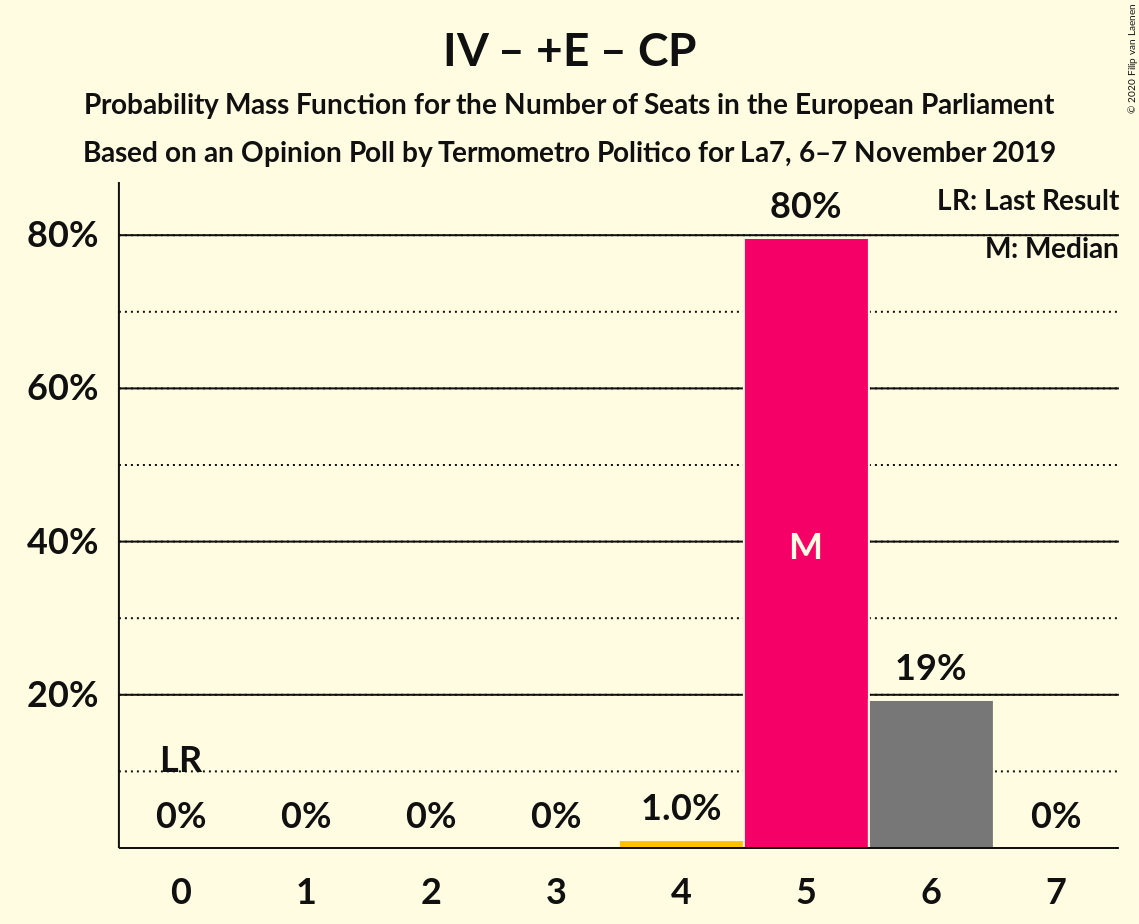 IV – +E – CP
Probability Mass Function for the Number of Seats in the European Parliament
Based on an Opinion Poll by Termometro Politico for La7, 6–7 November 2019
© 2020 Filip van Laenen
LR: Last Result
M: Median
80%
60%
40%
20%
LR
0%
0%
0%
0%
1.0%
80%
M
19%
0%
0
1
2
3
4
5
6
7